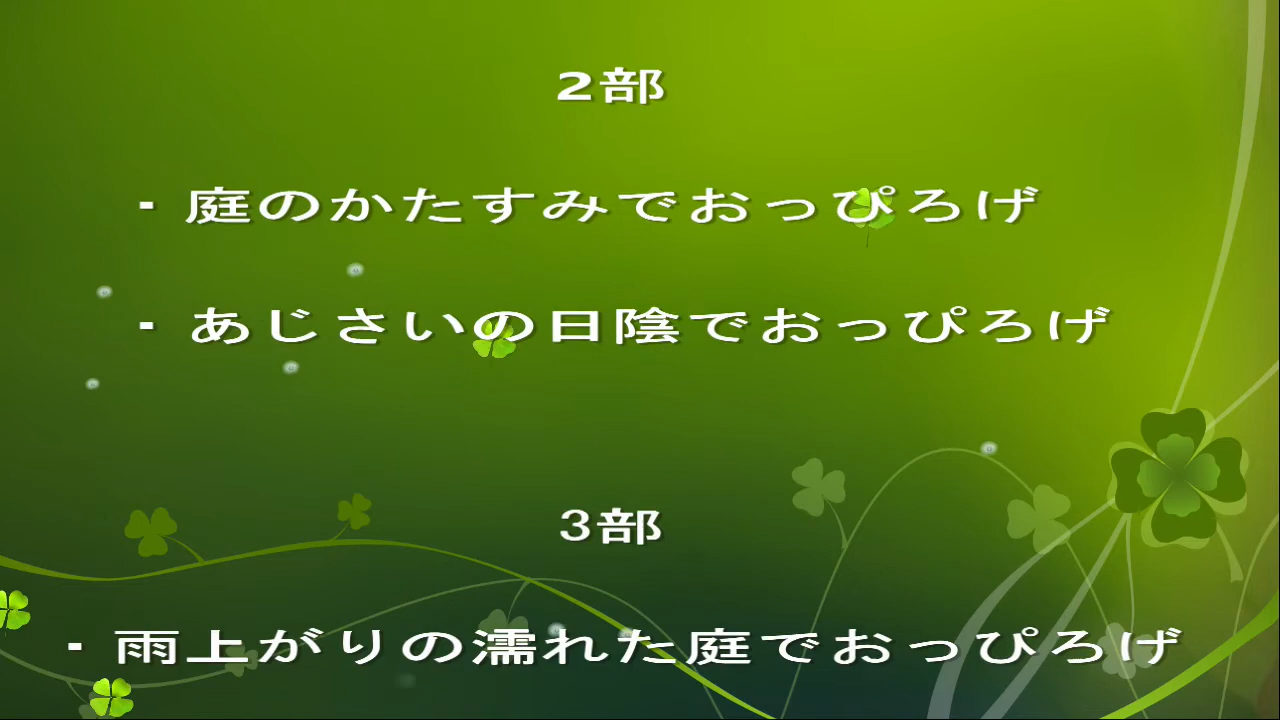 2部
- 庭のかたすみでおっぴろげ
- あじさいの日陰でおっぴろげ
3部
- 雨上がりの濡れた庭でおっぴろげ